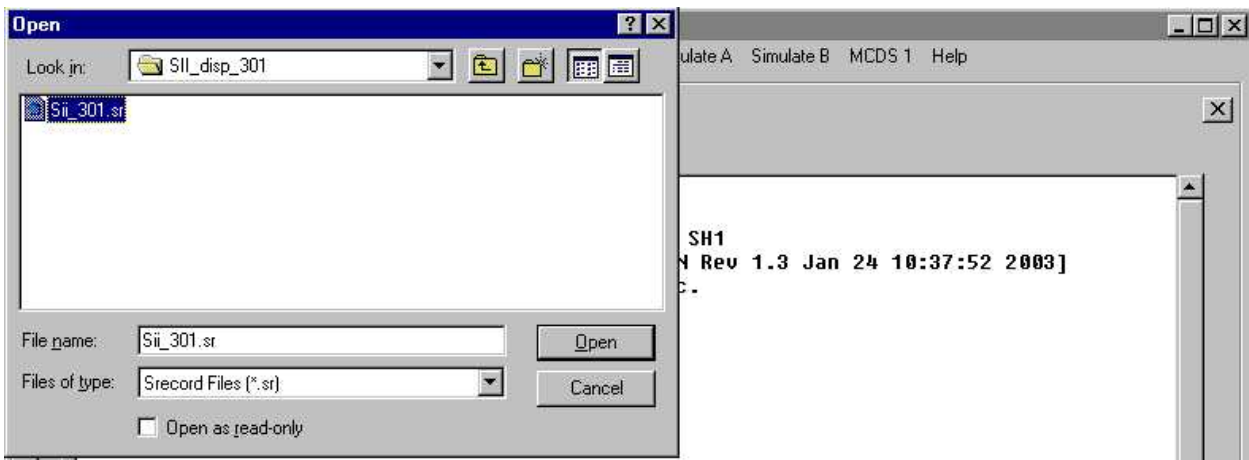 Open
Look in: SII_disp_301
Sii_301.sr
File name: Sii_301.sr
Open
Files of type: Srecord Files (*.sr)
Cancel
Open as read-only
Simulate B MCDS 1 Help
SH1
Rev 1.3 Jan 24 10:37:52 2003]